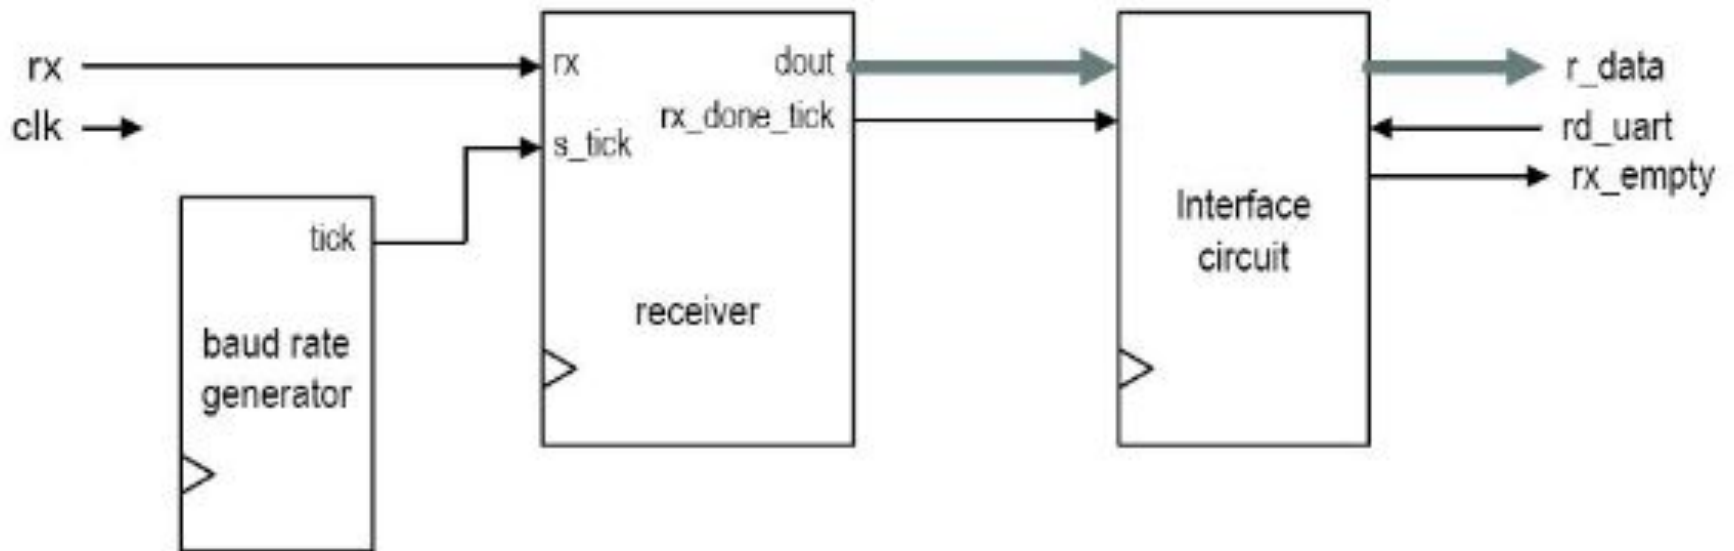 rx
clk
tick
baud rate
generator
rx
s_tick
dout
rx_done_tick
receiver
Interface
circuit
r_data
rd_uart
rx_empty